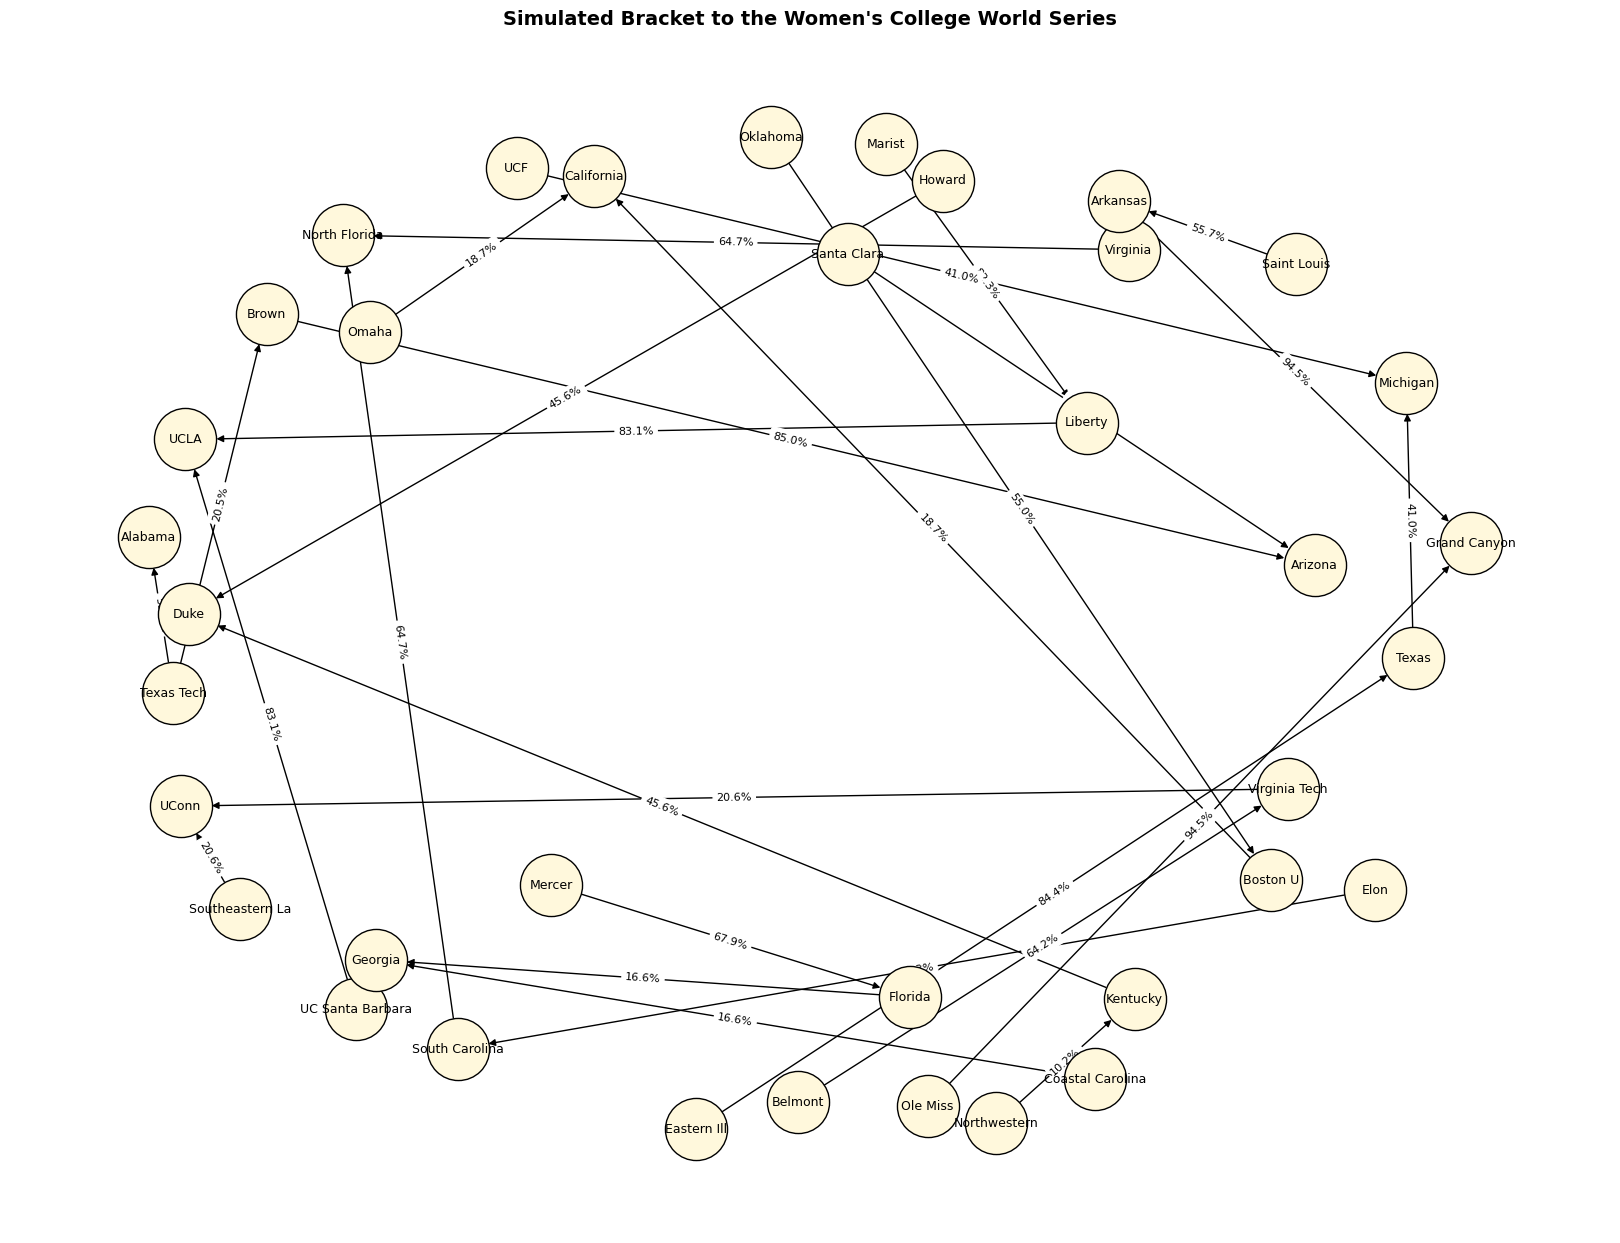 Simulated Bracket to the Women's College World Series
Oklahoma
Marist
UCF
California
Howard
Arkansas
North Florida
64.7%
55.7%
18.7%
Santa Clara
Virginia
Saint Louis
41.0%
Brown
Omaha
94.5%
Michigan
45.6%
UCLA
83.1%
85.0%
Liberty
20.5%
55.0%
18.7%
41.0%
Alabama
Grand Canyon
Arizona
Duke
64.7%
Texas
Texas Tech
83.1%
UConn
45.6%
20.6%
Virginia Tech
94.5%
20.6%
Mercer
84.4%
Boston U
Elon
Southeastern La
67.9%
64.2%
Georgia
16.6%
Florida
Kentucky
UC Santa Barbara
16.6%
South Carolina
10.2%
Coastal Carolina
Eastern Ill
Belmont
Ole Miss
Northwestern